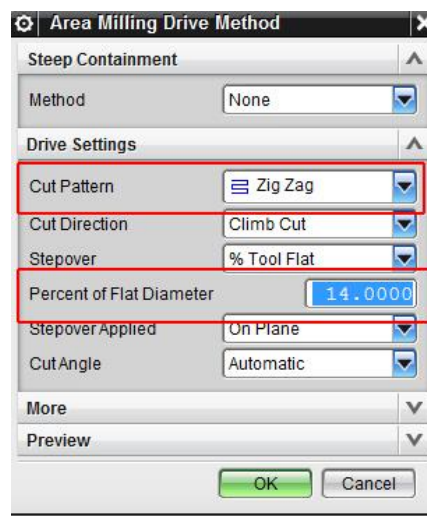 Area Milling Drive Method
Steep Containment
Method None
Drive Settings
Cut Pattern Zig Zag
Cut Direction Climb Cut
Stepover % Tool Flat
Percent of Flat Diameter 14.0000
Stepover Applied On Plane
Cut Angle Automatic
More
Preview
OK Cancel